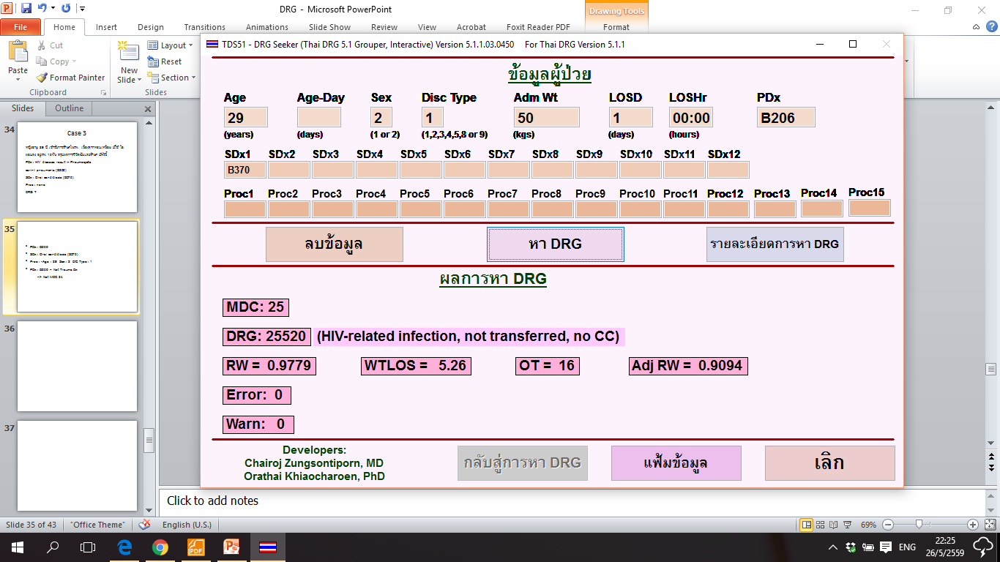 DRG - Microsoft PowerPoint
Drawing Tools
File Home Insert Design Transitions Animations Slide Show Review View Acrobat Foxit Reader PDF Format
Paste
Cut
Copy
Format Painter
Clipboard
New Slide
Layout
Reset
Section
Slides
Slides Outline
34
Case 3
35
36
37
TDS51 - DRG Seeker (Thai DRG 5.1 Grouper, Interactive) Version 5.1.1.03.0450 For Thai DRG Version 5.1.1
ข้อมูลผู้ป่วย
Age Age-Day Sex Disc Type Adm Wt LOSD LOSHr PDx
29 2 1 50 1 00:00 B206
(years) (days) (1 or 2) (1,2,3,4,5,8 or 9) (kgs) (days) (hours)
SDx1 SDx2 SDx3 SDx4 SDx5 SDx6 SDx7 SDx8 SDx9 SDx10 SDx11 SDx12
B370
Proc1 Proc2 Proc3 Proc4 Proc5 Proc6 Proc7 Proc8 Proc9 Proc10 Proc11 Proc12 Proc13 Proc14 Proc15
ลบข้อมูล หา DRG รายละเอียดการหา DRG
ผลการหา DRG
MDC: 25
DRG: 25520 (HIV-related infection, not transferred, no CC)
RW = 0.9779 WTLOS = 5.26 OT = 16 Adj RW = 0.9094
Error: 0
Warn: 0
Developers:
Chairoj Zungsontiporn, MD
Orathai Khiaocharoen, PhD
กลับสู่การหา DRG แฟ้มข้อมูล เลิก
Click to add notes
Slide 35 of 43 "Office Theme" English (U.S.) 69%
PDF
ENG
22:25
26/5/2559